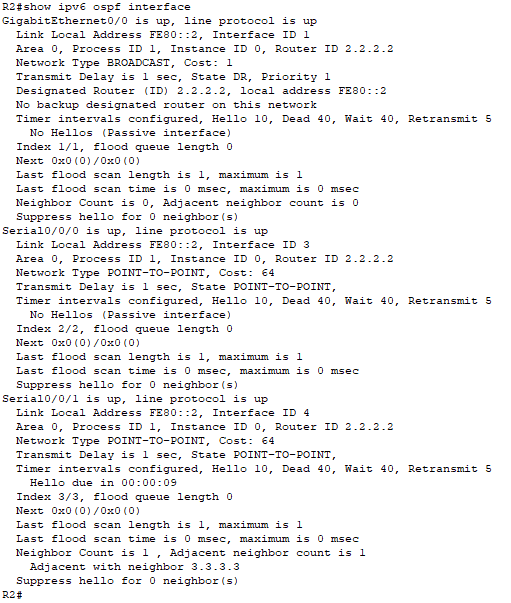 R2#show ipv6 ospf interface
GigabitEthernet0/0 is up, line protocol is up
  Link Local Address FE80::2, Interface ID 1
  Area 0, Process ID 1, Instance ID 0, Router ID 2.2.2.2
  Network Type BROADCAST, Cost: 1
  Transmit Delay is 1 sec, State DR, Priority 1
  Designated Router (ID) 2.2.2.2, local address FE80::2
  No backup designated router on this network
  Timer intervals configured, Hello 10, Dead 40, Wait 40, Retransmit 5
    No Hellos (Passive interface)
  Index 1/1, flood queue length 0
  Next 0x0(0)/0x0(0)
  Last flood scan length is 1, maximum is 1
  Last flood scan time is 0 msec, maximum is 0 msec
  Neighbor Count is 0, Adjacent neighbor count is 0
  Suppress hello for 0 neighbor(s)
Serial0/0/0 is up, line protocol is up
  Link Local Address FE80::2, Interface ID 3
  Area 0, Process ID 1, Instance ID 0, Router ID 2.2.2.2
  Network Type POINT-TO-POINT, Cost: 64
  Transmit Delay is 1 sec, State POINT-TO-POINT,
  Timer intervals configured, Hello 10, Dead 40, Wait 40, Retransmit 5
    No Hellos (Passive interface)
  Index 2/2, flood queue length 0
  Next 0x0(0)/0x0(0)
  Last flood scan length is 1, maximum is 1
  Last flood scan time is 0 msec, maximum is 0 msec
  Suppress hello for 0 neighbor(s)
Serial0/0/1 is up, line protocol is up
  Link Local Address FE80::2, Interface ID 4
  Area 0, Process ID 1, Instance ID 0, Router ID 2.2.2.2
  Network Type POINT-TO-POINT, Cost: 64
  Transmit Delay is 1 sec, State POINT-TO-POINT,
  Timer intervals configured, Hello 10, Dead 40, Wait 40, Retransmit 5
    Hello due in 00:00:09
  Index 3/3, flood queue length 0
  Next 0x0(0)/0x0(0)
  Last flood scan length is 1, maximum is 1
  Last flood scan time is 0 msec, maximum is 0 msec
  Neighbor Count is 1 , Adjacent neighbor count is 1
    Adjacent with neighbor 3.3.3.3
  Suppress hello for 0 neighbor(s)
R2#